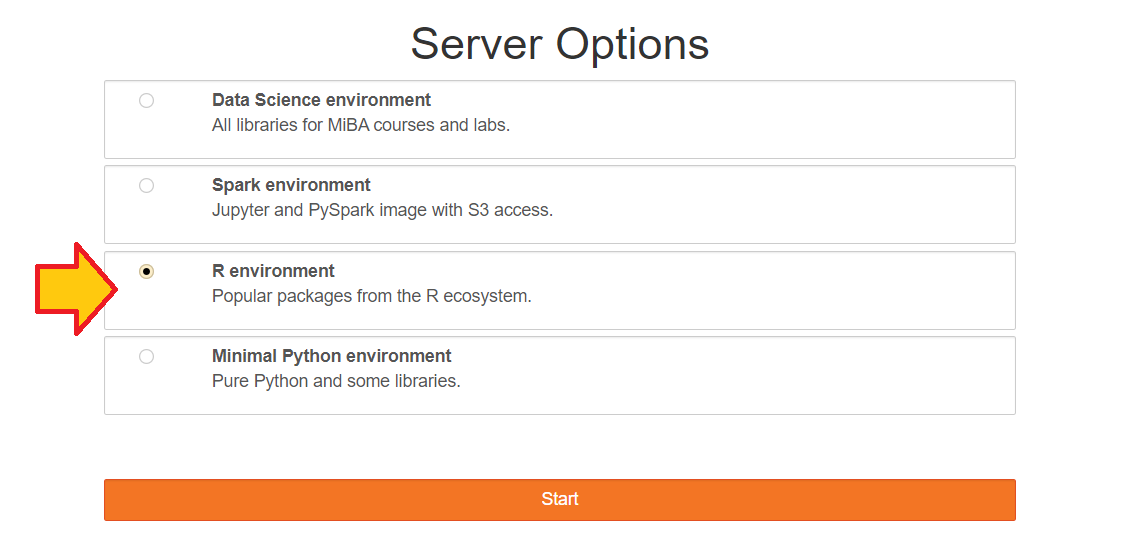 Server Options
Data Science environment
All libraries for MiBA courses and labs.
Spark environment
Jupyter and PySpark image with S3 access.
R environment
Popular packages from the R ecosystem.
Minimal Python environment
Pure Python and some libraries.
Start